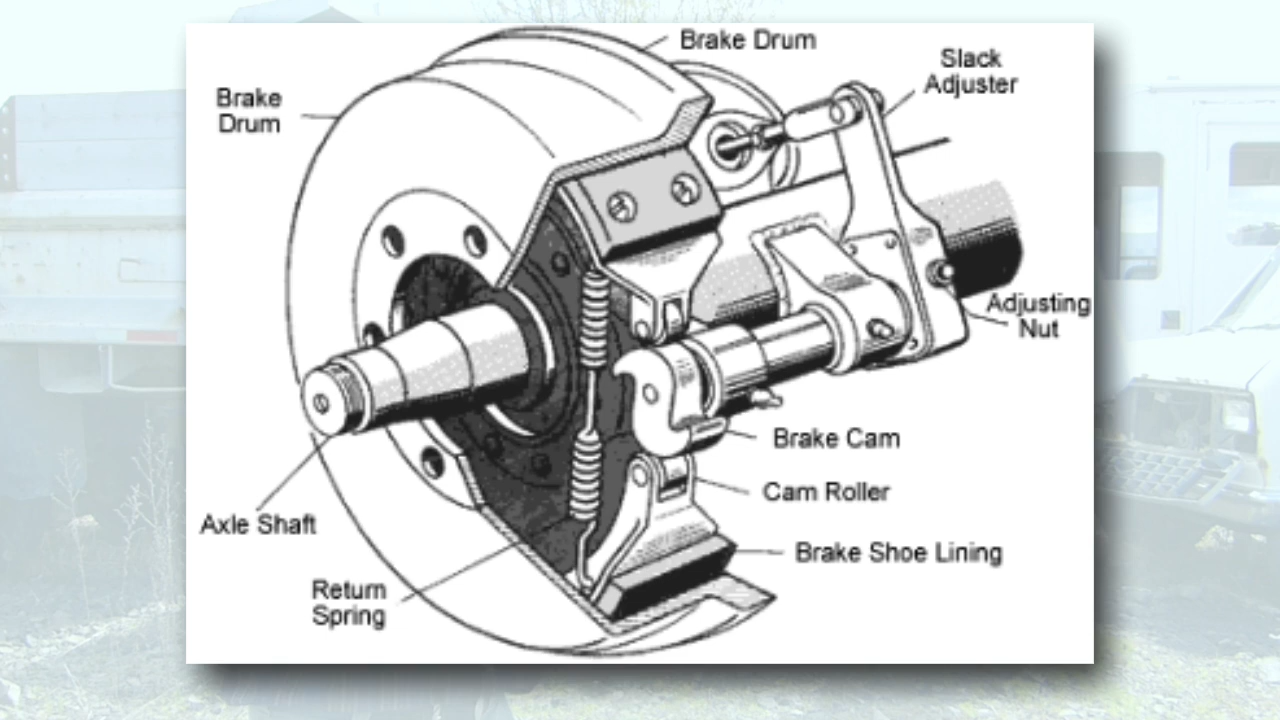 Brake Drum
Slack
Adjuster
Brake
Drum
Adjusting
Nut
Brake Cam
Cam Roller
Axle Shaft
Brake Shoe Lining
Return
Spring